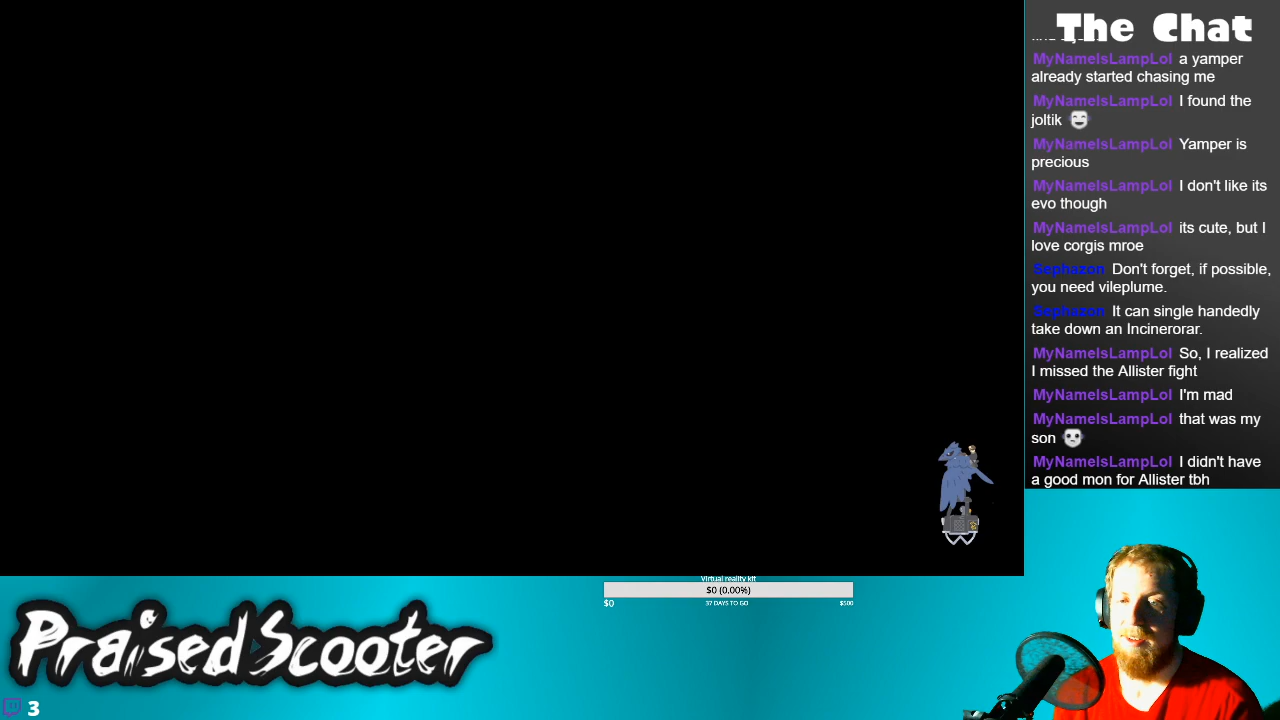 The Chat
MyNameIsLampLol a yamper
already started chasing me
MyNameIsLampLol I found the
joltik
MyNameIsLampLol Yamper is
precious
MyNameIsLampLol I don't like its
evo though
MyNameIsLampLol its cute, but I
love corgis mroe
Sephazon Don't forget, if possible,
you need vileplume.
Sephazon It can single handedly
take down an Incinerorar.
MyNameIsLampLol So, I realized
I missed the Allister fight
MyNameIsLampLol I'm mad
MyNameIsLampLol that was my
son
MyNameIsLampLol I didn't have
a good mon for Allister tbh
Virtual reality kit
$0 (0.00%)
$0 37 DAYS TO GO $500
PraisedScooter
3